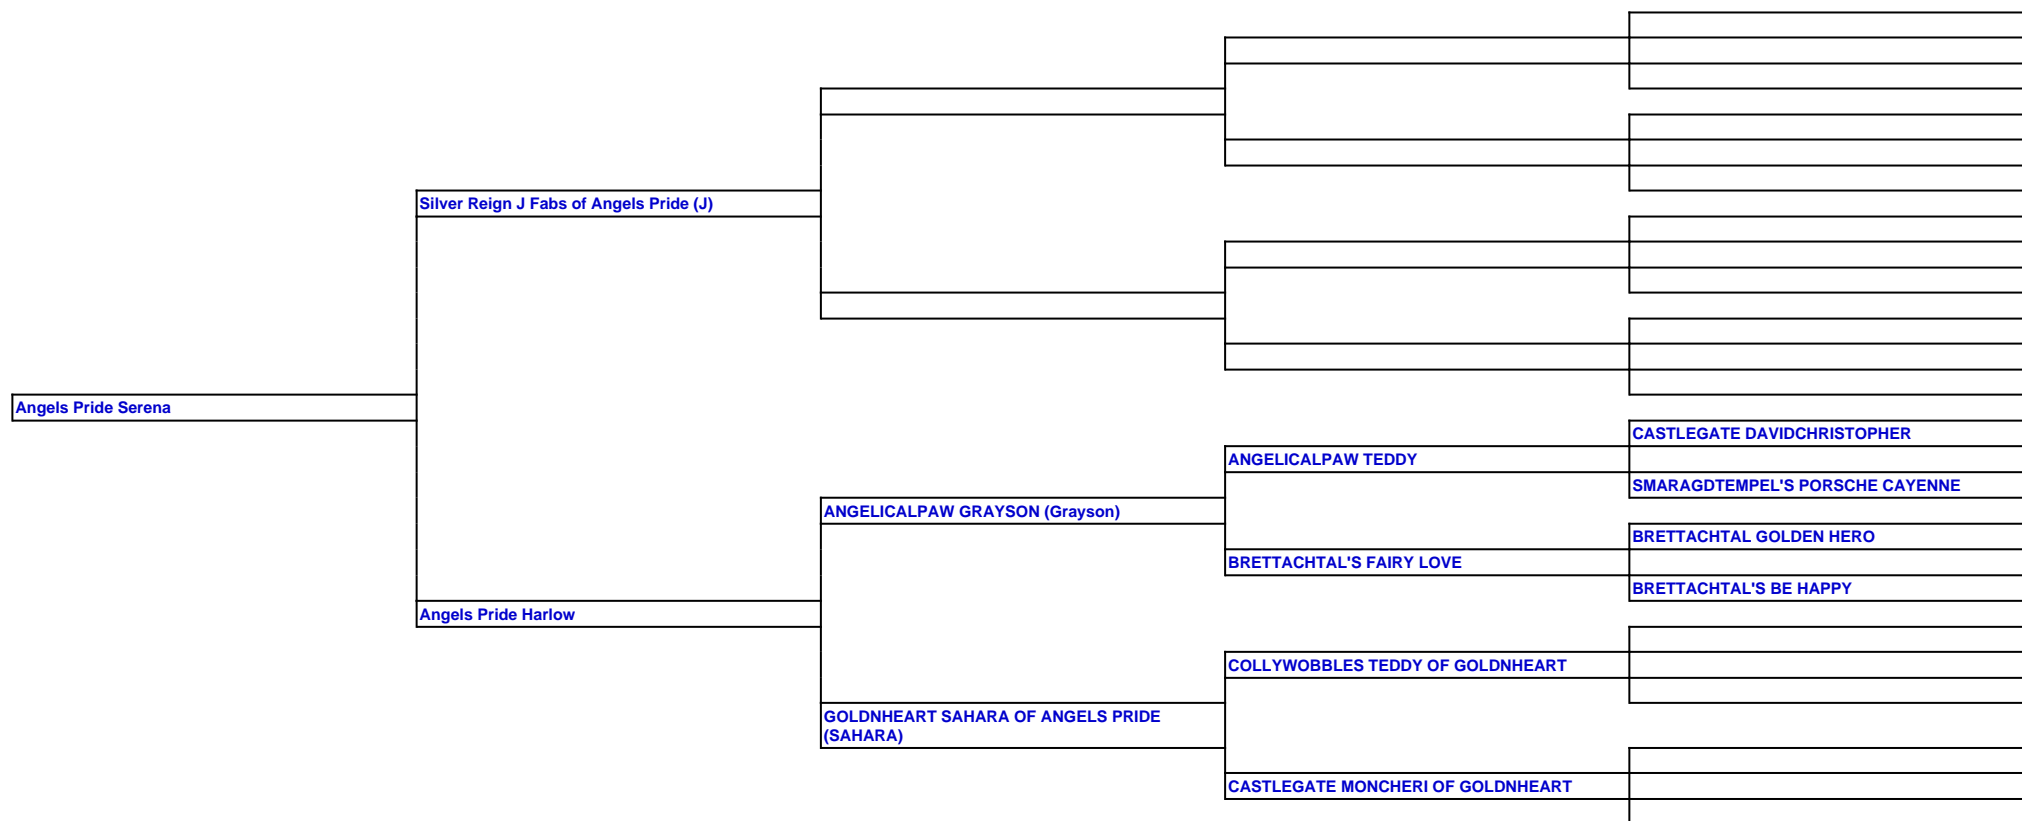 Silver Reign J Fabs of Angels Pride (J)
Angels Pride Serena
CASTLEGATE DAVIDCHRISTOPHER
ANGELICALPAW TEDDY
SMARAGDTEMPEL'S PORSCHE CAYENNE
ANGELICALPAW GRAYSON (Grayson)
BRETTACHTAL GOLDEN HERO
BRETTACHTAL'S FAIRY LOVE
BRETTACHTAL'S BE HAPPY
Angels Pride Harlow
COLLYWOBBLES TEDDY OF GOLDNHEART
GOLDNHEART SAHARA OF ANGELS PRIDE
(SAHARA)
CASTLEGATE MONCHERI OF GOLDNHEART